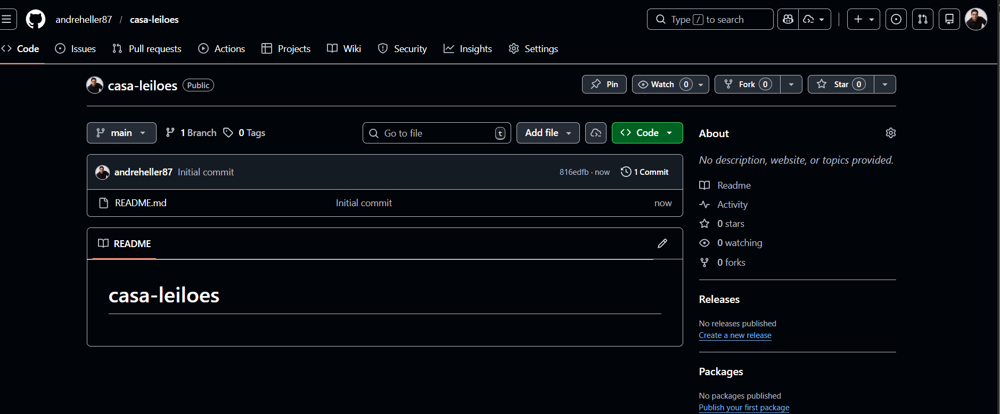 andreheller87 / casa-leiloes
Type / to search
Code Issues Pull requests Actions Projects Wiki Security Insights Settings
casa-leiloes Public
Pin Watch 0 Fork 0 Star 0
main 1 Branch 0 Tags Go to file t Add file Code
andreheller87 Initial commit 816edfb · now 1 Commit
README.md Initial commit now
README
casa-leiloes
About
No description, website, or topics provided.
Readme
Activity
0 stars
0 watching
0 forks
Releases
No releases published
Create a new release
Packages
No packages published
Publish your first package